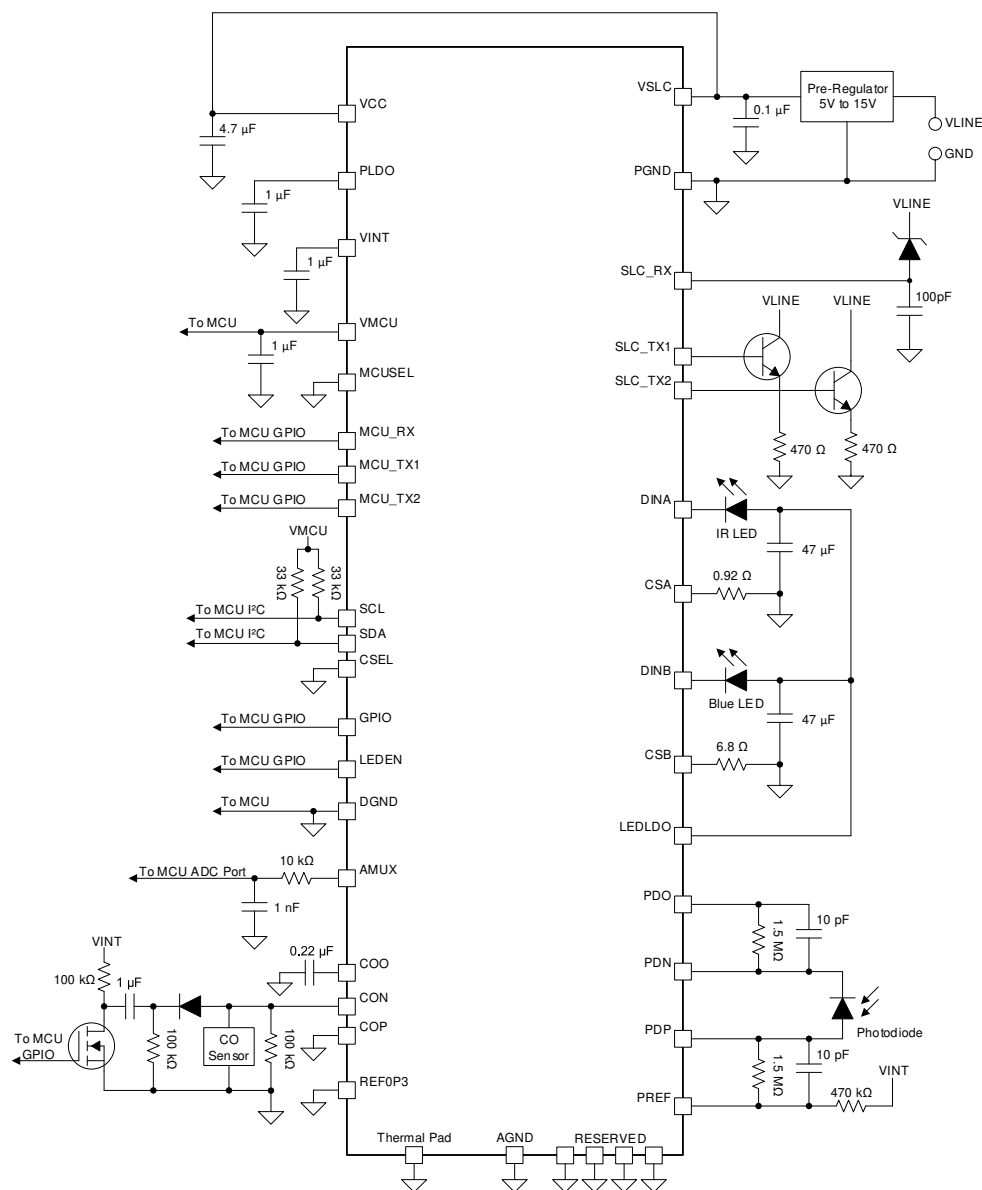 VCC
4.7 µF
PLDO
1 µF
VINT
1 µF
To MCU
VMCU
1 µF
MCUSEL
To MCU GPIO
MCU_RX
To MCU GPIO
MCU_TX1
To MCU GPIO
MCU_TX2
VMCU
33 kΩ
33 kΩ
To MCU I²C
SCL
To MCU I²C
SDA
CSEL
To MCU GPIO
GPIO
To MCU GPIO
LEDEN
To MCU
DGND
To MCU ADC Port
10 kΩ
AMUX
1 nF
VINT
100 kΩ
1 µF
0.22 µF
COO
CON
COP
To MCU
GPIO
100 kΩ
CO
Sensor
100 kΩ
REF0P3
Thermal Pad
AGND
RESERVED
VSLC
0.1 µF
Pre-Regulator
5V to 15V
VLINE
GND
PGND
VLINE
SLC_RX
100pF
VLINE
VLINE
SLC_TX1
SLC_TX2
470 Ω
470 Ω
DINA
IR LED
47 µF
CSA
0.92 Ω
DINB
Blue LED
47 µF
CSB
6.8 Ω
LEDLDO
PDO
1.5 MΩ
10 pF
PDN
Photodiode
PDP
1.5 MΩ
10 pF
VINT
PREF
470 kΩ